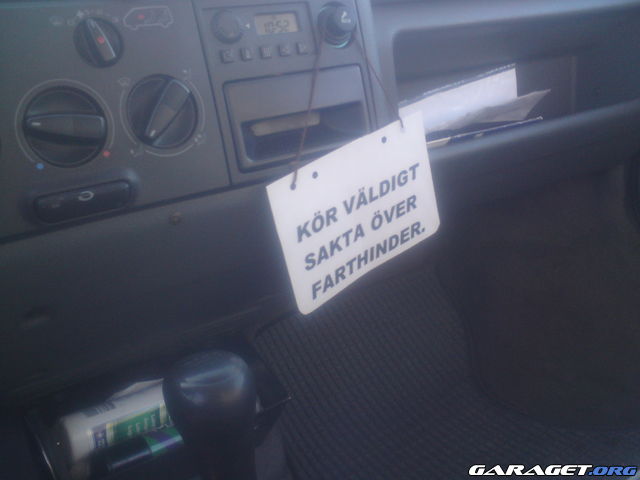 KÖR VÄLDIGT
SAKTA ÖVER
FARTHINDER.
GARAGET.ORG